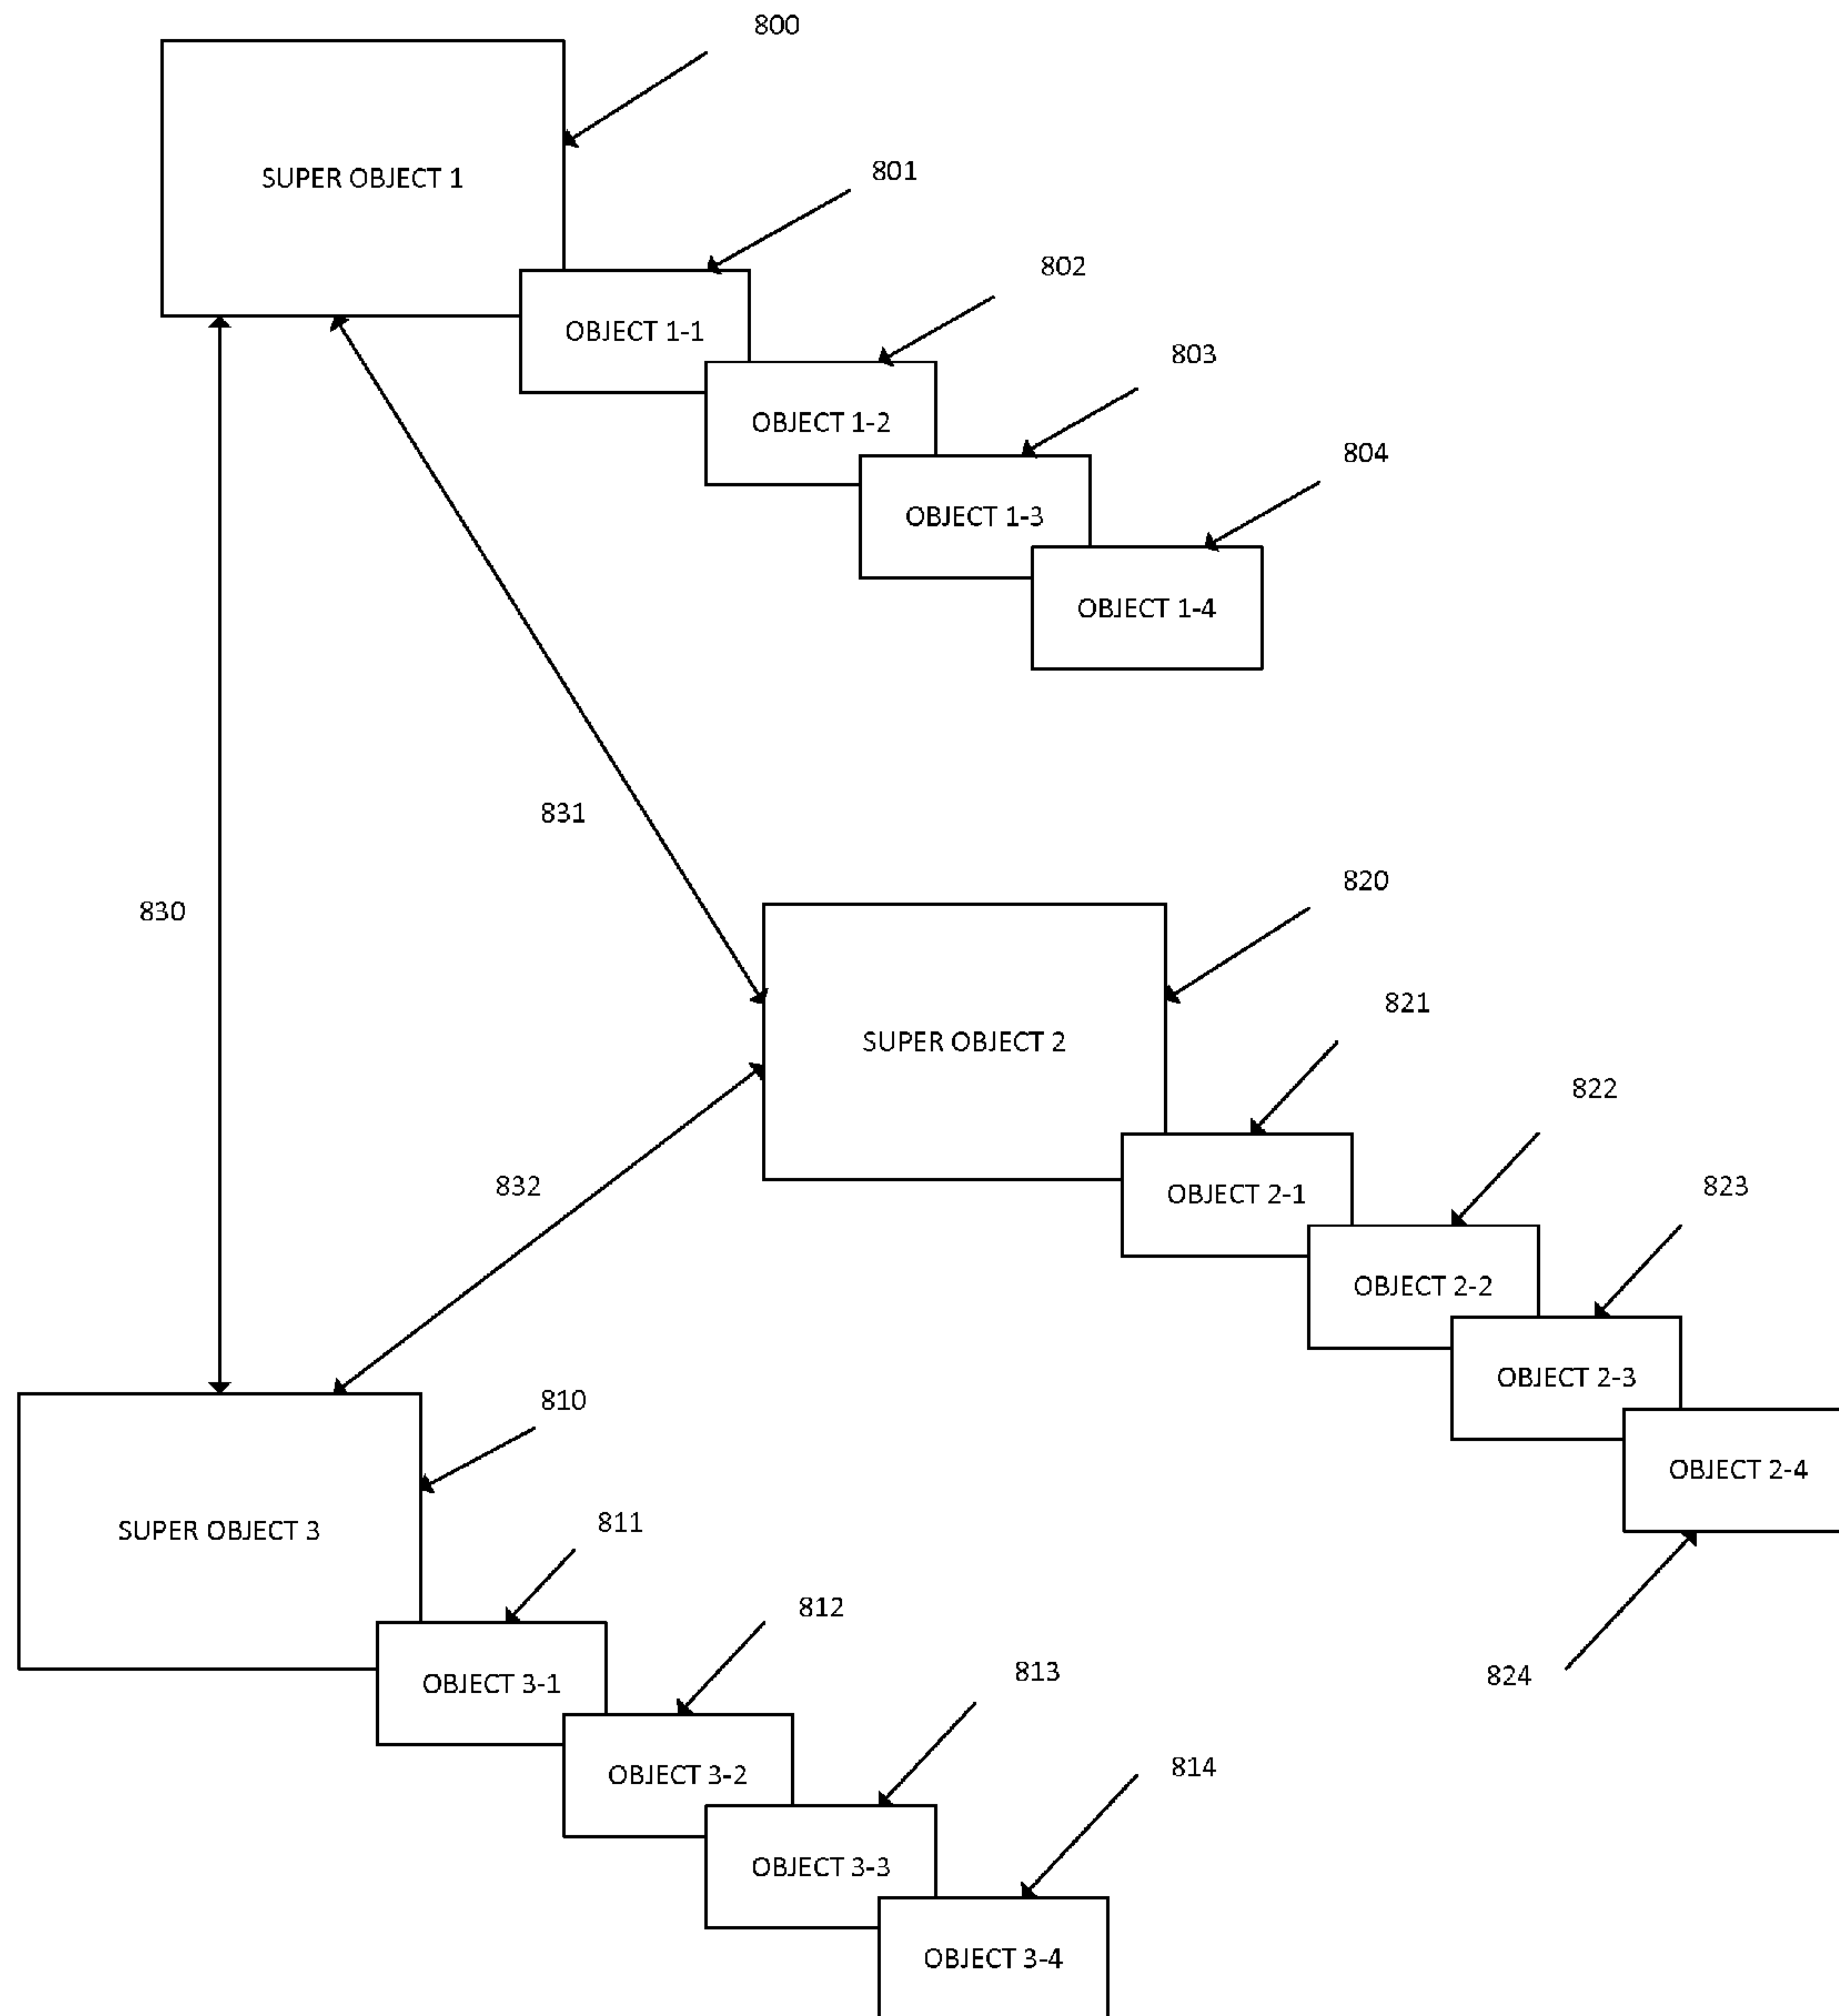 800
SUPER OBJECT 1
801
OBJECT 1-1
802
OBJECT 1-2
803
OBJECT 1-3
804
OBJECT 1-4
831
830
820
SUPER OBJECT 2
821
OBJECT 2-1
822
OBJECT 2-2
823
OBJECT 2-3
OBJECT 2-4
824
832
810
SUPER OBJECT 3
811
OBJECT 3-1
812
OBJECT 3-2
813
OBJECT 3-3
814
OBJECT 3-4